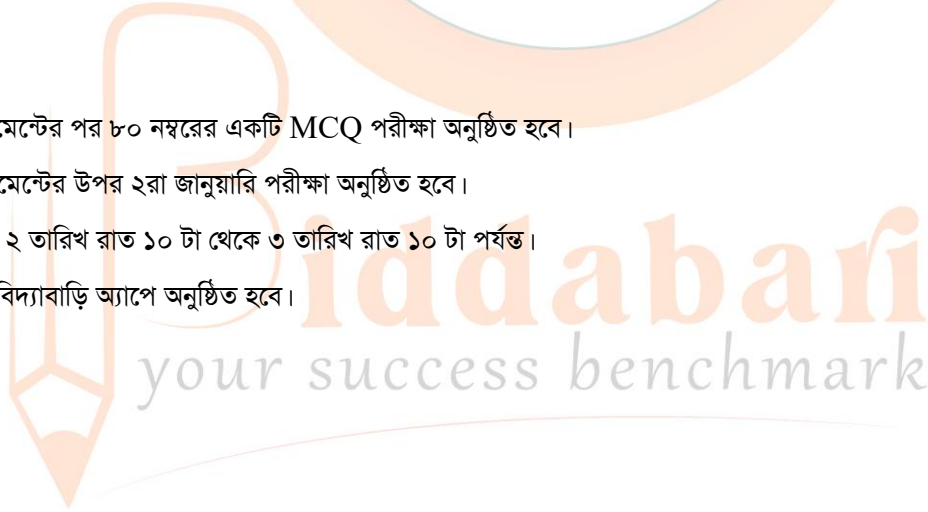 মেন্টের পর ৮০ নম্বরের একটি MCQ পরীক্ষা অনুষ্ঠিত হবে।
মেন্টের উপর ২রা জানুয়ারি পরীক্ষা অনুষ্ঠিত হবে।
২ তারিখ রাত ১০ টা থেকে ৩ তারিখ রাত ১০ টা পর্যন্ত।
বিদ্যাবাড়ি অ্যাপে অনুষ্ঠিত হবে।
Biddabari
your success benchmark